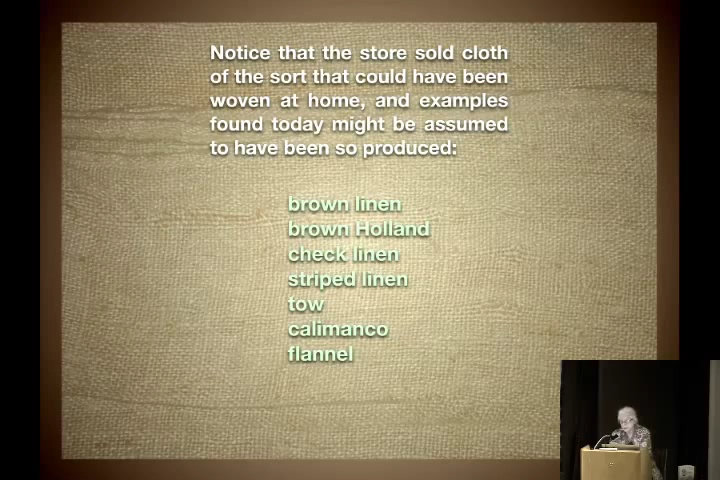 Notice that the store sold cloth
of the sort that could have been
woven at home, and examples
found today might be assumed
to have been so produced:
brown linen
brown Holland
check linen
striped linen
tow
calimanco
flannel